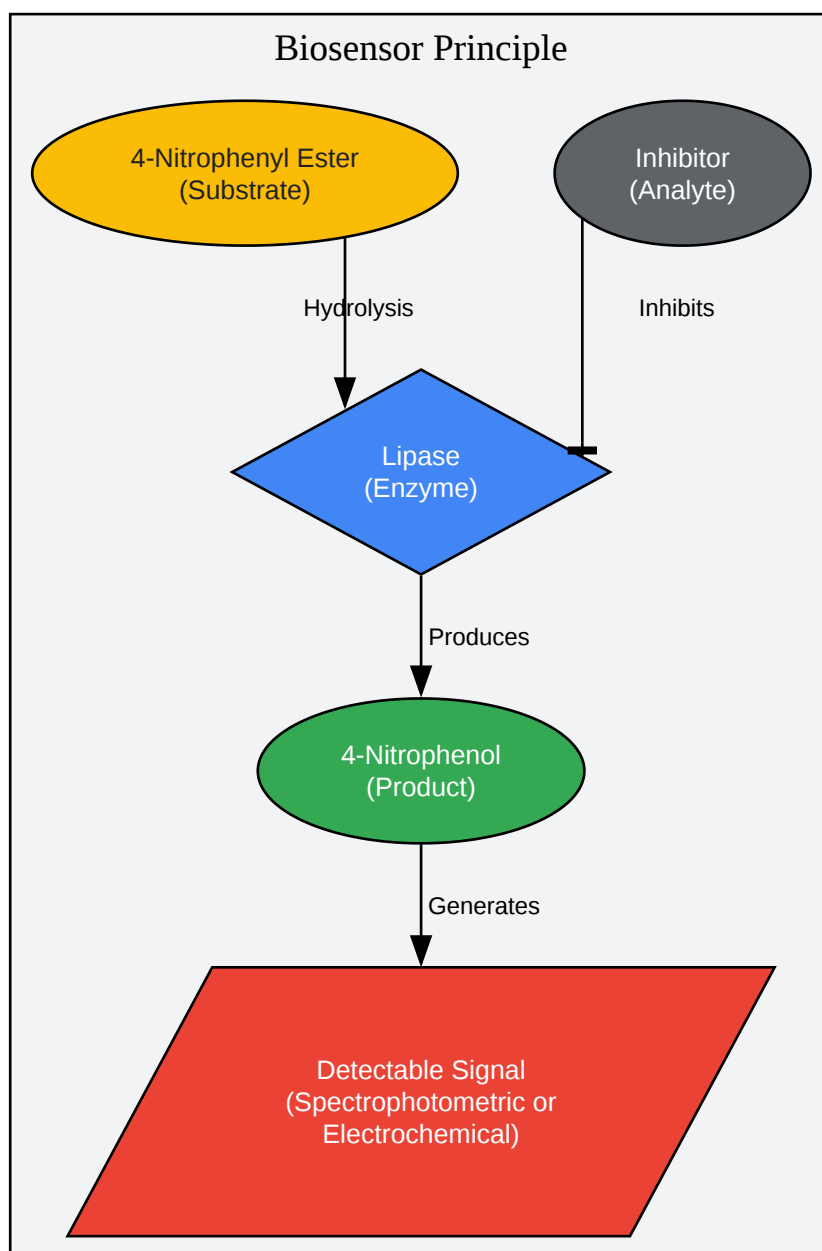 Biosensor Principle
4-Nitrophenyl Ester
(Substrate)
Inhibitor
(Analyte)
Hydrolysis
Inhibits
Lipase
(Enzyme)
Produces
4-Nitrophenol
(Product)
Generates
Detectable Signal
(Spectrophotometric or
Electrochemical)